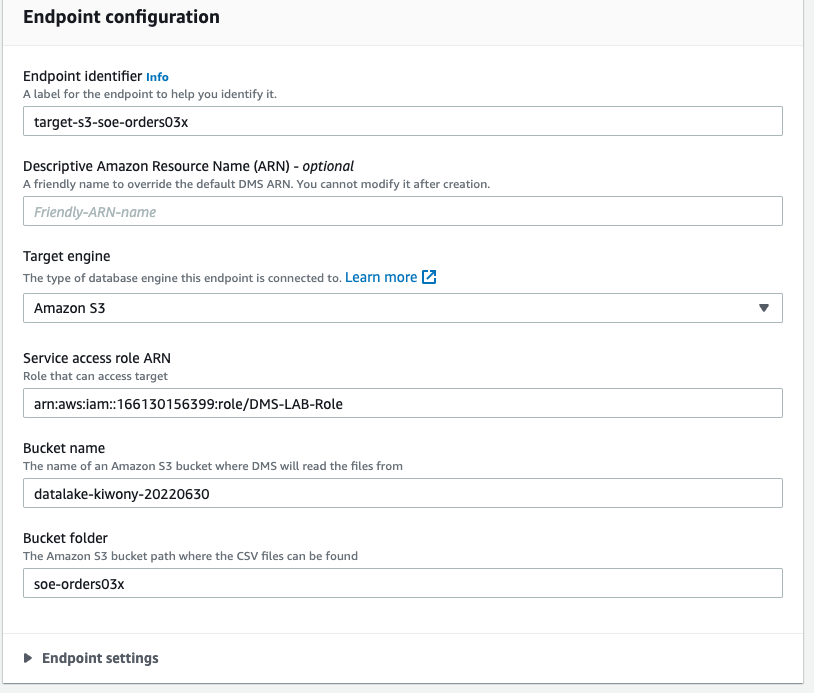 Endpoint configuration
Endpoint identifier Info
A label for the endpoint to help you identify it.
target-s3-soe-orders03x
Descriptive Amazon Resource Name (ARN) - optional
A friendly name to override the default DMS ARN. You cannot modify it after creation.
Friendly-ARN-name
Target engine
The type of database engine this endpoint is connected to. Learn more
Amazon S3
Service access role ARN
Role that can access target
arn:aws:iam::166130156399:role/DMS-LAB-Role
Bucket name
The name of an Amazon S3 bucket where DMS will read the files from
datalake-kiwony-20220630
Bucket folder
The Amazon S3 bucket path where the CSV files can be found
soe-orders03x
Endpoint settings